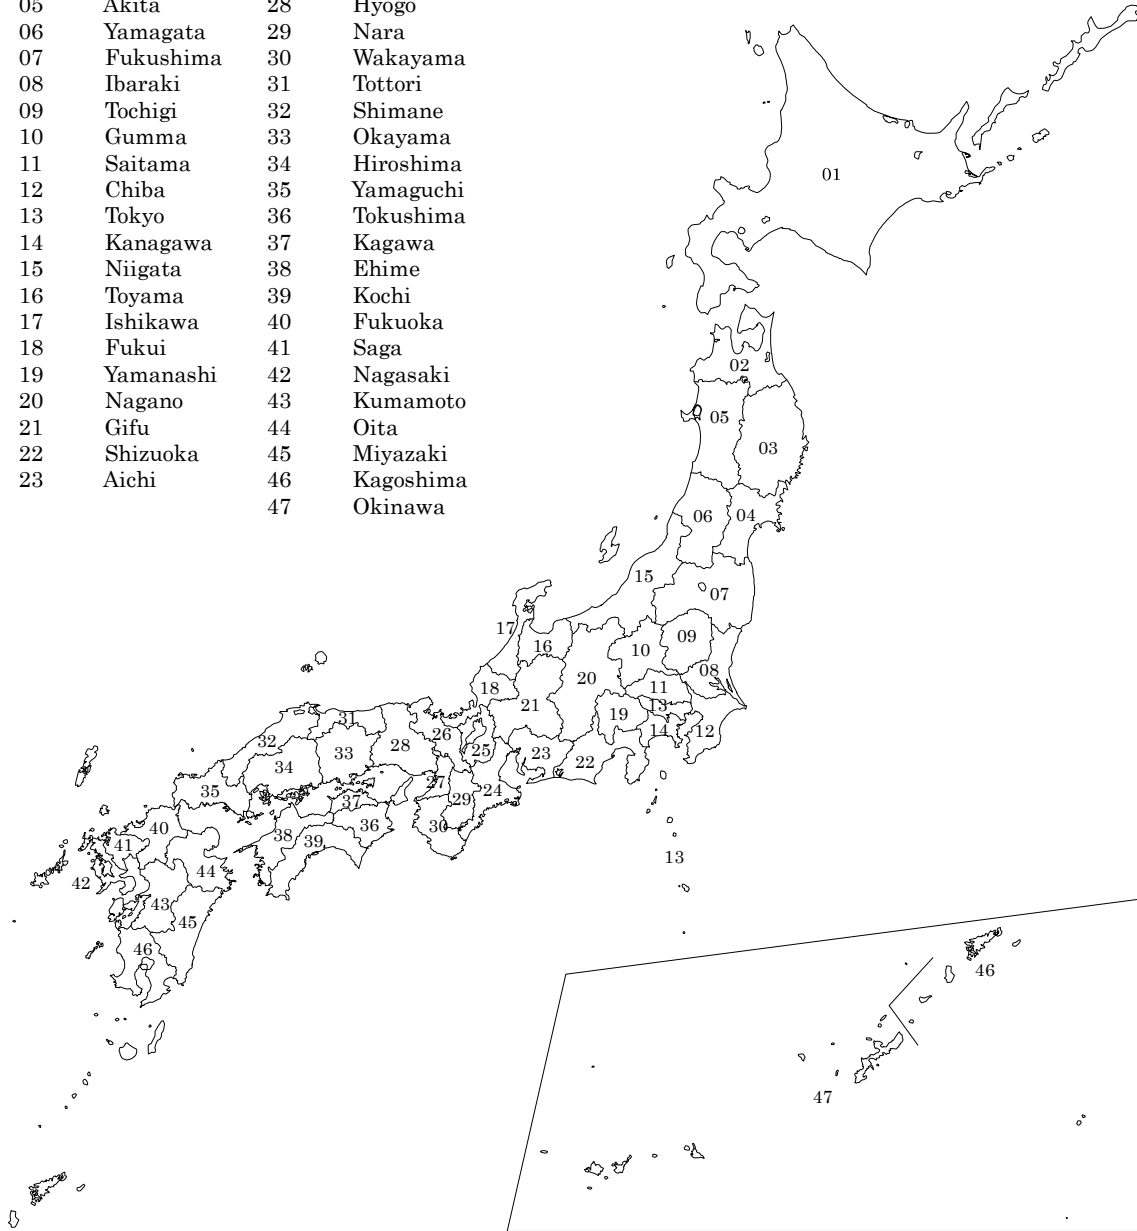 05 Akita 28 Hyogo
06 Yamagata 29 Nara
07 Fukushima 30 Wakayama
08 Ibaraki 31 Tottori
09 Tochigi 32 Shimane
10 Gumma 33 Okayama
11 Saitama 34 Hiroshima
12 Chiba 35 Yamaguchi
13 Tokyo 36 Tokushima
14 Kanagawa 37 Kagawa
15 Niigata 38 Ehime
16 Toyama 39 Kochi
17 Ishikawa 40 Fukuoka
18 Fukui 41 Saga
19 Yamanashi 42 Nagasaki
20 Nagano 43 Kumamoto
21 Gifu 44 Oita
22 Shizuoka 45 Miyazaki
23 Aichi 46 Kagoshima
47 Okinawa
01
02
05
03
06
04
15
07
17
09
16
10
08
20
18
11
21
13
19
31
14
12
26
32
28
25
33
23
22
34
27
35
24
37
29
40
36
30
38
39
41
13
44
42
43
45
46
46
47